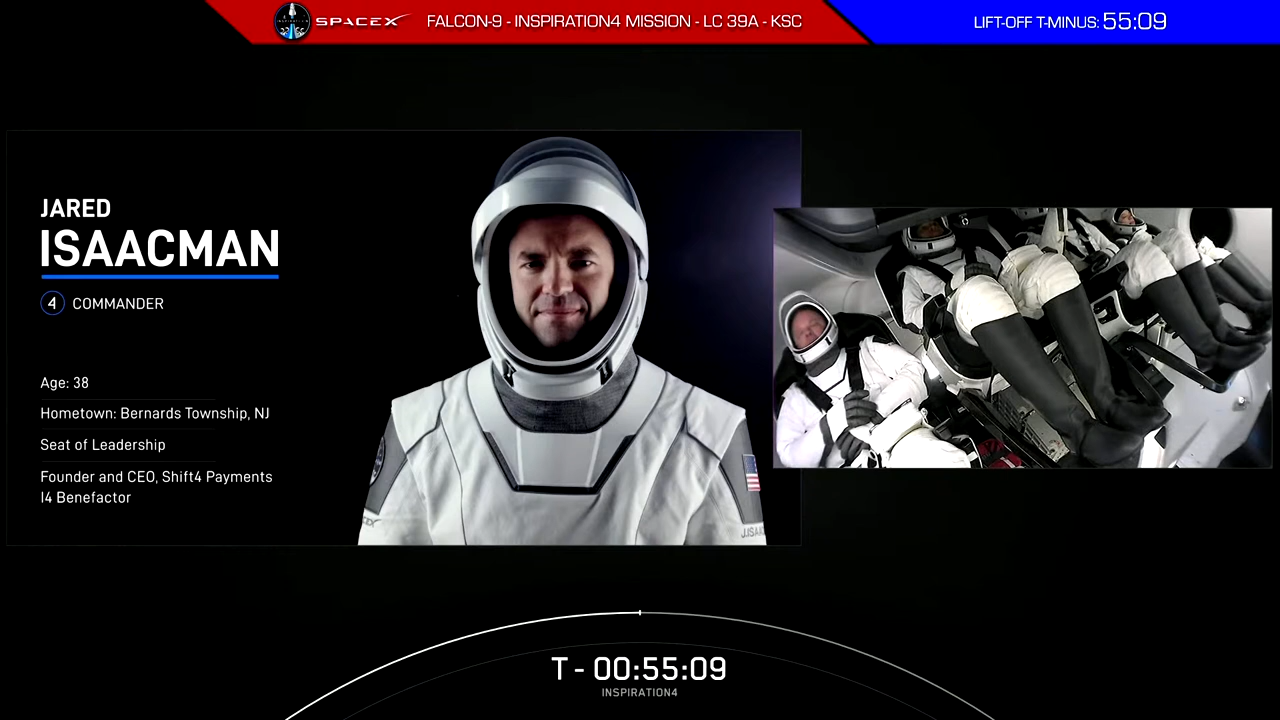 SPACEX
FALCON-9 - INSPIRATION4 MISSION - LC 39A - KSC
LIFT-OFF T-MINUS: 55:09
JARED
ISAACMAN
4 COMMANDER
Age: 38
Hometown: Bernards Township, NJ
Seat of Leadership
Founder and CEO, Shift4 Payments
I4 Benefactor
T - 00:55:09
INSPIRATION4